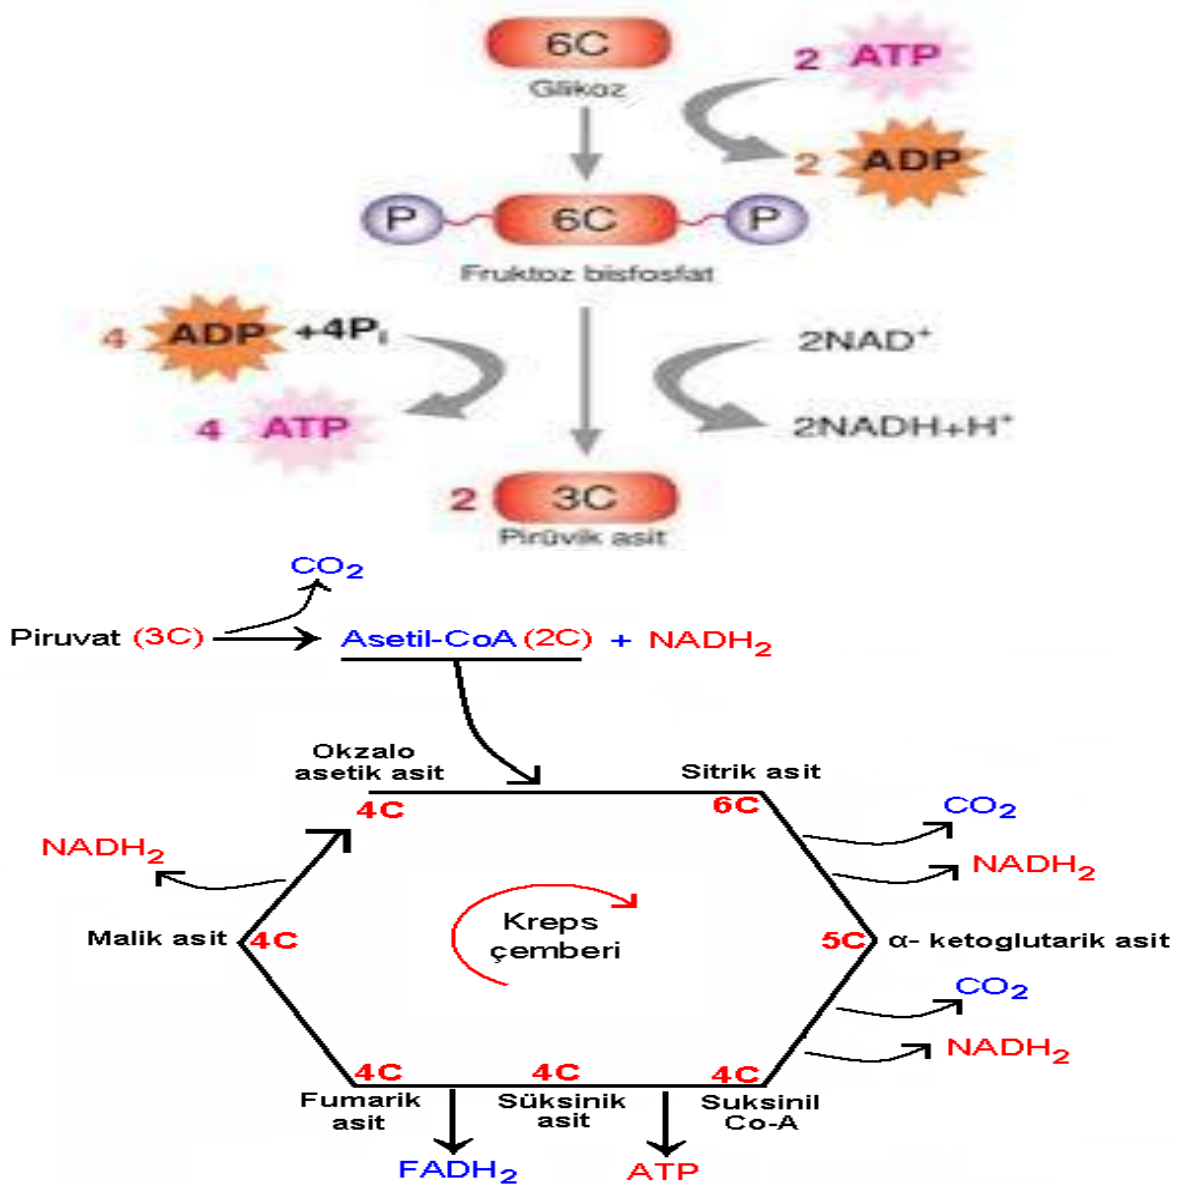 6C
Glikoz
2 ATP
2 ADP
P 6C P
Fruktoz bisfosfat
4 ADP +4Pi
4 ATP
2NAD⁺
2NADH+H⁺
2 3C
Pirüvik asit
CO₂
Piruvat (3C)
Asetil-CoA (2C) + NADH₂
Okzalo
asetik asit
4C
Sitrik asit
6C
CO₂
NADH₂
NADH₂
Malik asit
4C
Kreps
çemberi
5C
α- ketoglutarik asit
CO₂
NADH₂
4C
Fumarik
asit
4C
Süksinik
asit
4C
Suksinil
Co-A
FADH₂
ATP